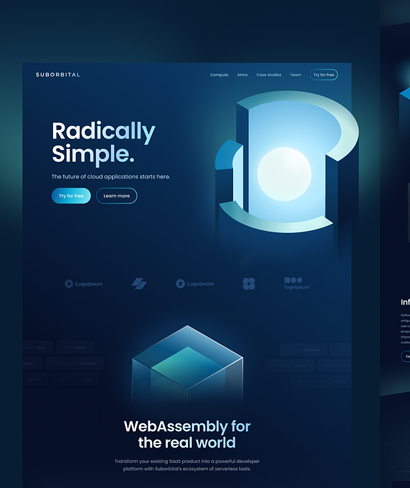 SUBORBITAL
Compute Atmo Case studies Team Try for free
Radically
Simple.
The future of cloud applications starts here.
Try for free Learn more
Logoipsum Logoipsum logoipsum
WebAssembly for
the real world
Transform your existing SaaS product into a powerful developer
platform with Suborbital's ecosystem of serverless tools.